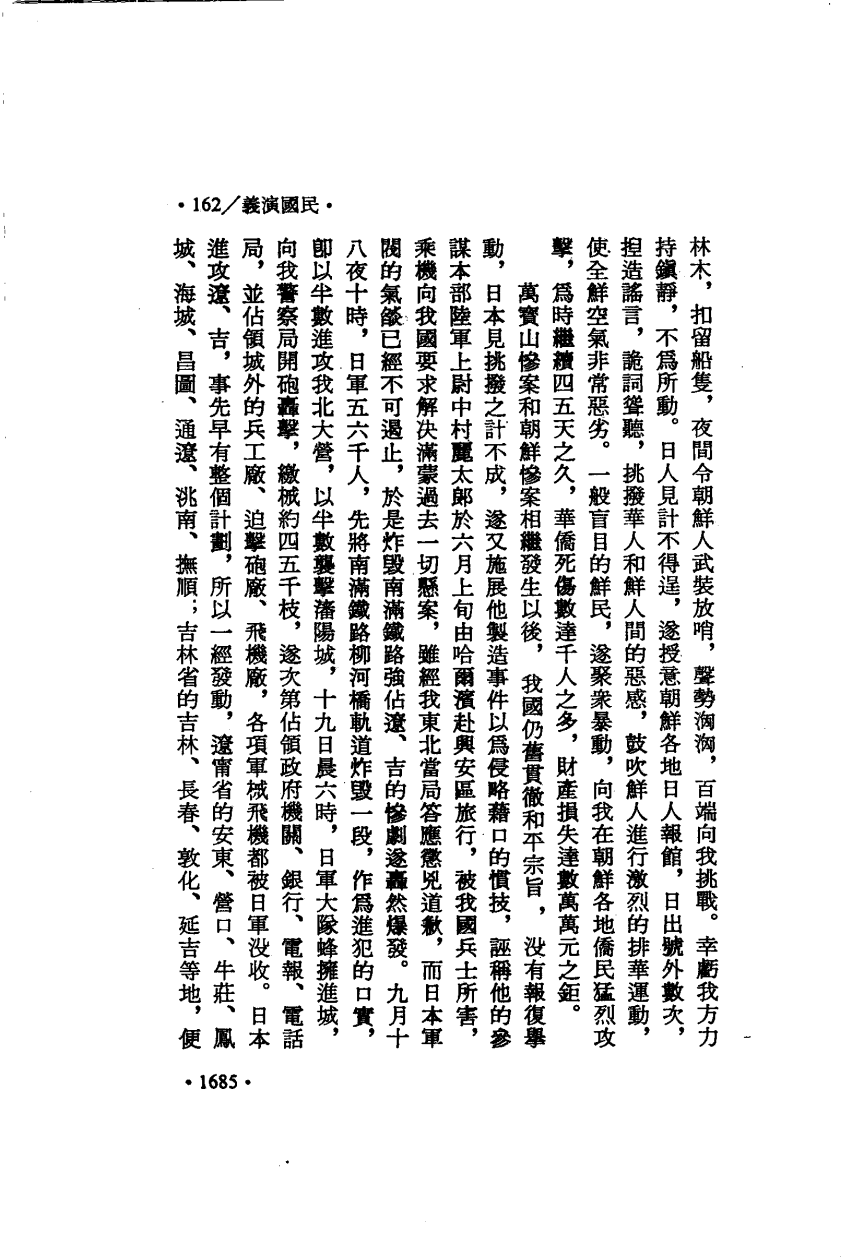 •162/義演國民•
林木，扣留船隻，夜間令朝鮮人武裝放哨，聲勢洶洶，百端向我挑戰。幸虧我方力
持鎭靜，不爲所動。日人見計不得逞，遂授意朝鮮各地日人報館，日出號外數次，
揑造謠言，詭詞聳聽，挑撥華人和鮮人間的惡感，鼓吹鮮人進行激烈的排華運動，
使全鮮空氣非常惡劣。一般盲目的鮮民，遂聚衆暴動，向我在朝鮮各地僑民猛烈攻
擊，爲時繼續四五天之久，華僑死傷數達千人之多，財產損失達數萬萬元之鉅。
萬寶山慘案和朝鮮慘案相繼發生以後，我國仍舊貫徹和平宗旨，没有報復舉
動，日本見挑撥之計不成，遂又施展他製造事件以爲侵略藉口的慣技，誣稱他的參
謀本部陸軍上尉中村麗太郎於六月上旬由哈爾濱赴興安區旅行，被我國兵士所害，
乘機向我國要求解决滿蒙過去一切懸案，雖經我東北當局答應懲兇道歉，而日本軍
閥的氣燄已經不可遏止，於是炸毀南滿鐵路強佔遼、吉的慘劇遂轟然爆發。九月十
八夜十時，日軍五六千人，先將南滿鐵路柳河橋軌道炸毀一段，作爲進犯的口實，
卽以半數進攻我北大營，以半數襲擊瀋陽城，十九日晨六時，日軍大隊蜂擁進城，
向我警察局開砲轟擊，繳械約四五千枝，遂次第佔領政府機關、銀行、電報、電話
局，並佔領城外的兵工廠、迫擊砲廠、飛機廠，各項軍械飛機都被日軍没收。日本
進攻遼、吉，事先早有整個計劃，所以一經發動，遼甯省的安東、營口、牛莊、鳳
城、海城、昌圖、通遼、洮南、撫順；吉林省的吉林、長春、敦化、延吉等地，便
•1685•